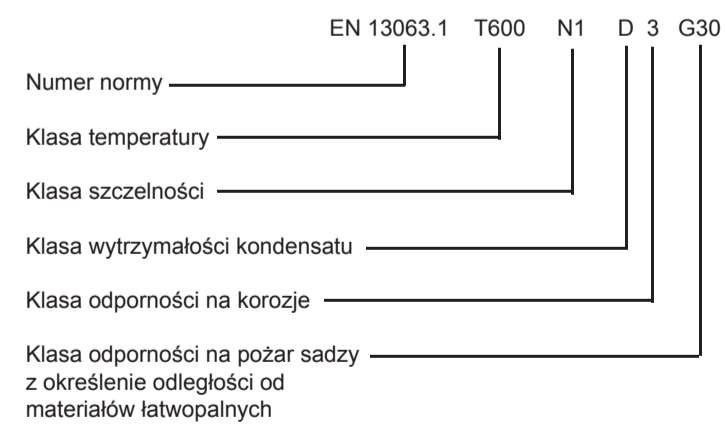 EN 13063.1 T600 N1 D 3 G30
Numer normy
Klasa temperatury
Klasa szczelności
Klasa wytrzymałości kondensatu
Klasa odporności na korozje
Klasa odporności na pożar sadzy
z określenie odległości od
materiałów łatwopalnych